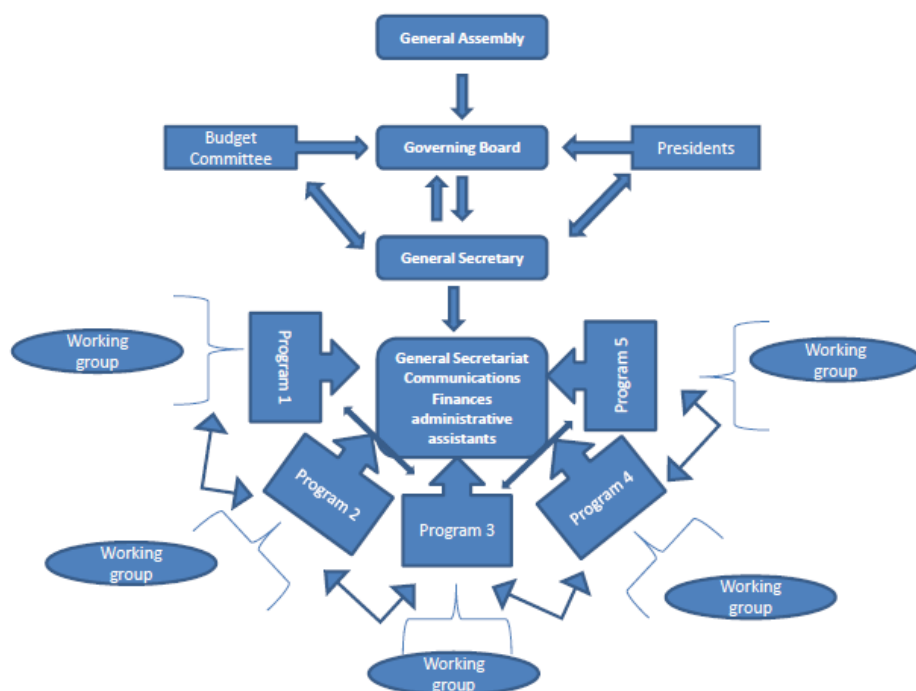 General Assembly
Budget
Committee
Governing Board
Presidents
General Secretary
Working
group
Program 1
General Secretariat
Communications
Finances
administrative
assistants
Program 5
Working
group
Program 2
Program 3
Program 4
Working
group
Working
group
Working
group